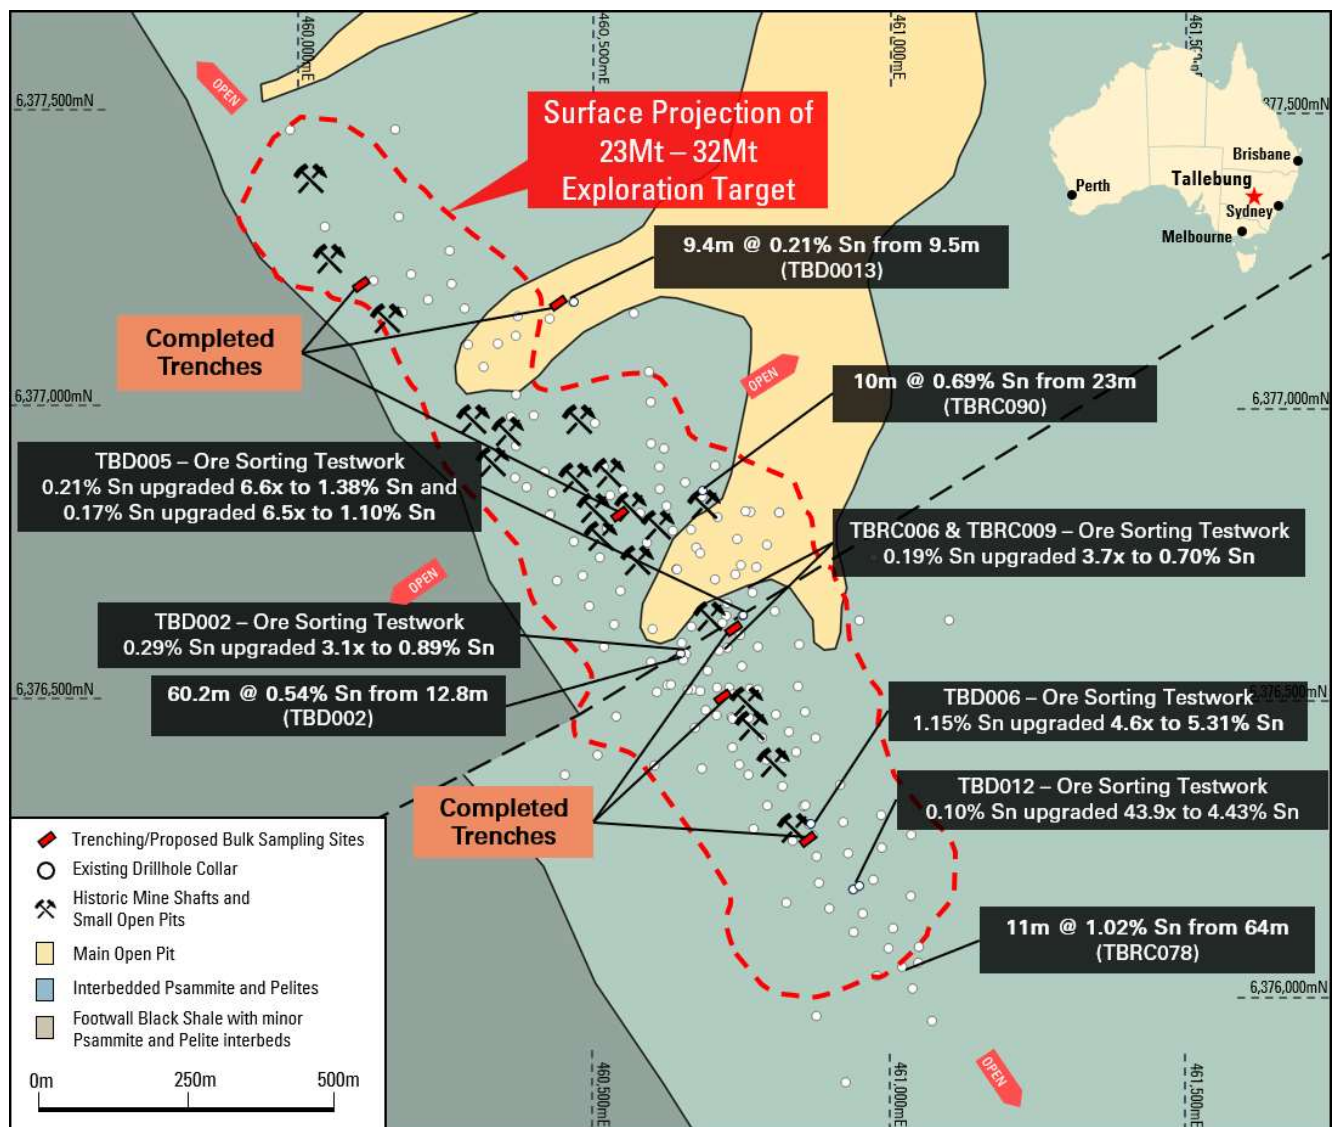 460,000mE
460,500mE
461,000mE
6,377,500mN
OPEN
Surface Projection of
23Mt – 32Mt
Exploration Target
377,500mN
Brisbane
Perth
Tallebung
Sydney
Melbourne
9.4m @ 0.21% Sn from 9.5m
(TBD0013)
Completed
Trenches
OPEN
10m @ 0.69% Sn from 23m
(TBRC090)
6,377,000mN
6,377,000mN
TBD005 – Ore Sorting Testwork
0.21% Sn upgraded 6.6x to 1.38% Sn and
0.17% Sn upgraded 6.5x to 1.10% Sn
TBRC006 & TBRC009 – Ore Sorting Testwork
0.19% Sn upgraded 3.7x to 0.70% Sn
OPEN
TBD002 – Ore Sorting Testwork
0.29% Sn upgraded 3.1x to 0.89% Sn
6,376,500mN
60.2m @ 0.54% Sn from 12.8m
(TBD002)
6,376,500mN
TBD006 – Ore Sorting Testwork
1.15% Sn upgraded 4.6x to 5.31% Sn
TBD012 – Ore Sorting Testwork
0.10% Sn upgraded 43.9x to 4.43% Sn
Completed
Trenches
11m @ 1.02% Sn from 64m
(TBRC078)
6,376,000mN
Trenching/Proposed Bulk Sampling Sites
Existing Drillhole Collar
Historic Mine Shafts and
Small Open Pits
Main Open Pit
Interbedded Psammite and Pelites
Footwall Black Shale with minor
Psammite and Pelite interbeds
0m 250m 500m
460,500mE
461,000mE
461,500mE
OPEN